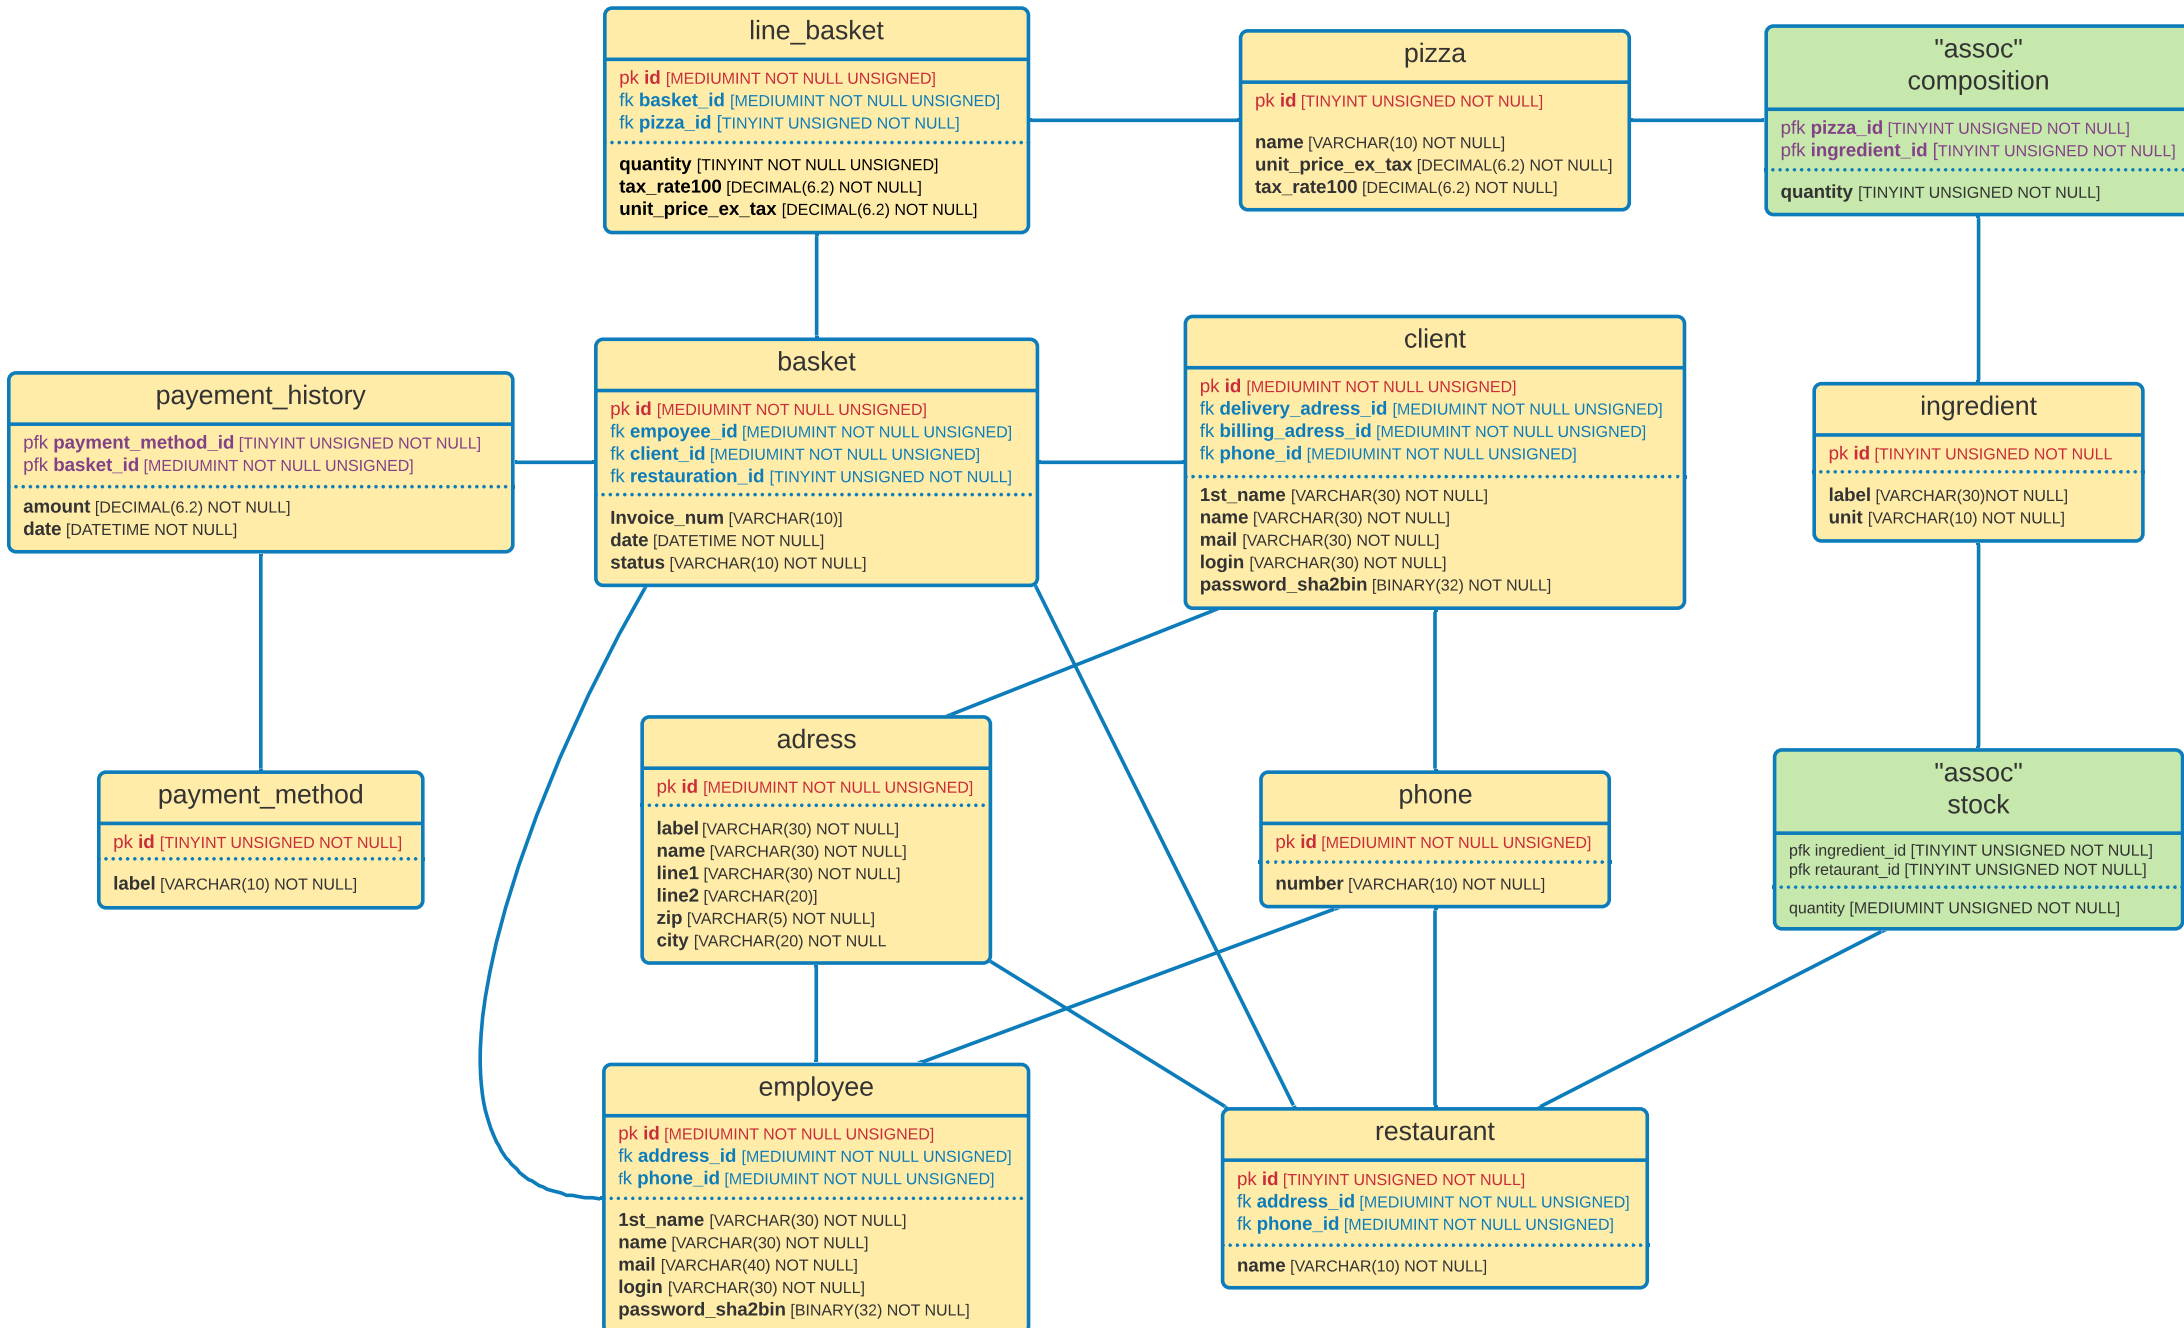 line_basket
pk id [MEDIUMINT NOT NULL UNSIGNED]
fk basket_id [MEDIUMINT NOT NULL UNSIGNED]
fk pizza_id [TINYINT UNSIGNED NOT NULL]
quantity [TINYINT NOT NULL UNSIGNED]
tax_rate100 [DECIMAL(6.2) NOT NULL]
unit_price_ex_tax [DECIMAL(6.2) NOT NULL]
pizza
pk id [TINYINT UNSIGNED NOT NULL]
name [VARCHAR(10) NOT NULL]
unit_price_ex_tax [DECIMAL(6.2) NOT NULL]
tax_rate100 [DECIMAL(6.2) NOT NULL]
"assoc"
composition
pfk pizza_id [TINYINT UNSIGNED NOT NULL]
pfk ingredient_id [TINYINT UNSIGNED NOT NULL]
quantity [TINYINT UNSIGNED NOT NULL]
payement_history
pfk payment_method_id [TINYINT UNSIGNED NOT NULL]
pfk basket_id [MEDIUMINT NOT NULL UNSIGNED]
amount [DECIMAL(6.2) NOT NULL]
date [DATETIME NOT NULL]
basket
pk id [MEDIUMINT NOT NULL UNSIGNED]
fk empoyee_id [MEDIUMINT NOT NULL UNSIGNED]
fk client_id [MEDIUMINT NOT NULL UNSIGNED]
fk restauration_id [TINYINT UNSIGNED NOT NULL]
Invoice_num [VARCHAR(10)]
date [DATETIME NOT NULL]
status [VARCHAR(10) NOT NULL]
client
pk id [MEDIUMINT NOT NULL UNSIGNED]
fk delivery_adress_id [MEDIUMINT NOT NULL UNSIGNED]
fk billing_adress_id [MEDIUMINT NOT NULL UNSIGNED]
fk phone_id [MEDIUMINT NOT NULL UNSIGNED]
1st_name [VARCHAR(30) NOT NULL]
name [VARCHAR(30) NOT NULL]
mail [VARCHAR(30) NOT NULL]
login [VARCHAR(30) NOT NULL]
password_sha2bin [BINARY(32) NOT NULL]
ingredient
pk id [TINYINT UNSIGNED NOT NULL
label [VARCHAR(30)NOT NULL]
unit [VARCHAR(10) NOT NULL]
payment_method
pk id [TINYINT UNSIGNED NOT NULL]
label [VARCHAR(10) NOT NULL]
adress
pk id [MEDIUMINT NOT NULL UNSIGNED]
label [VARCHAR(30) NOT NULL]
name [VARCHAR(30) NOT NULL]
line1 [VARCHAR(30) NOT NULL]
line2 [VARCHAR(20)]
zip [VARCHAR(5) NOT NULL]
city [VARCHAR(20) NOT NULL
phone
pk id [MEDIUMINT NOT NULL UNSIGNED]
number [VARCHAR(10) NOT NULL]
"assoc"
stock
pfk ingredient_id [TINYINT UNSIGNED NOT NULL]
pfk retaurant_id [TINYINT UNSIGNED NOT NULL]
quantity [MEDIUMINT UNSIGNED NOT NULL]
employee
pk id [MEDIUMINT NOT NULL UNSIGNED]
fk address_id [MEDIUMINT NOT NULL UNSIGNED]
fk phone_id [MEDIUMINT NOT NULL UNSIGNED]
1st_name [VARCHAR(30) NOT NULL]
name [VARCHAR(30) NOT NULL]
mail [VARCHAR(40) NOT NULL]
login [VARCHAR(30) NOT NULL]
password_sha2bin [BINARY(32) NOT NULL]
restaurant
pk id [TINYINT UNSIGNED NOT NULL]
fk address_id [MEDIUMINT NOT NULL UNSIGNED]
fk phone_id [MEDIUMINT NOT NULL UNSIGNED]
name [VARCHAR(10) NOT NULL]